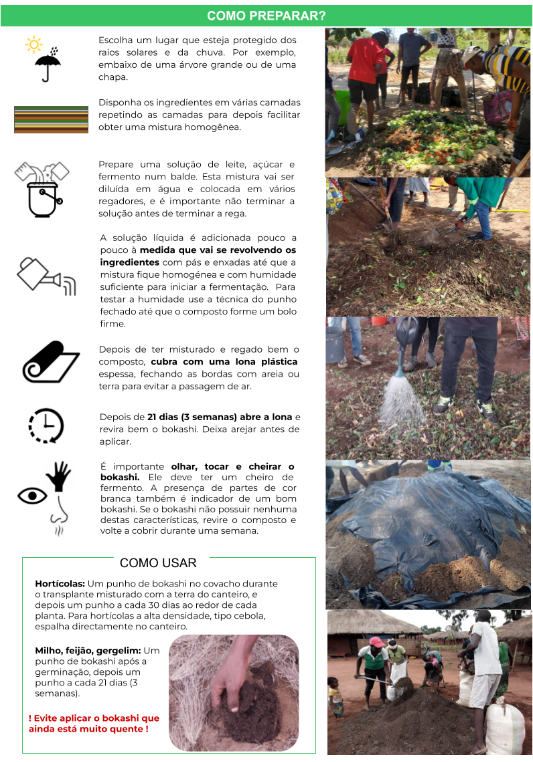 COMO PREPARAR?
Escolha um lugar que esteja protegido dos
raios solares e da chuva. Por exemplo,
embaixo de uma árvore grande ou de uma
chapa.
Disponha os ingredientes em várias camadas
repetindo as camadas para depois facilitar
obter uma mistura homogênea.
Prepare uma solução de leite, açúcar e
fermento num balde. Esta mistura vai ser
diluída em água e colocada em vários
regadores, e é importante não terminar a
solução antes de terminar a rega.
A solução líquida é adicionada pouco a
pouco à medida que vai se revolvendo os
ingredientes com pás e enxadas até que a
mistura fique homogénea e com humidade
suficiente para iniciar a fermentação. Para
testar a humidade use a técnica do punho
fechado até que o composto forme um bolo
firme.
Depois de ter misturado e regado bem o
composto, cubra com uma lona plástica
espessa, fechando as bordas com areia ou
terra para evitar a passagem de ar.
Depois de 21 dias (3 semanas) abre a lona e
revira bem o bokashi. Deixa arejar antes de
aplicar.
É importante olhar, tocar e cheirar o
bokashi. Ele deve ter um cheiro de
fermento. A presença de partes de cor
branca também é indicador de um bom
bokashi. Se o bokashi não possuir nenhuma
destas características, revire o composto e
volte a cobrir durante uma semana.
COMO USAR
Hortícolas: Um punho de bokashi no covacho durante
o transplante misturado com a terra do canteiro, e
depois um punho a cada 30 dias ao redor de cada
planta. Para hortícolas a alta densidade, tipo cebola,
espalha directamente no canteiro.
Milho, feijão, gergelim: Um
punho de bokashi após a
germinação, depois um
punho a cada 21 dias (3
semanas).
! Evite aplicar o bokashi que
ainda está muito quente !